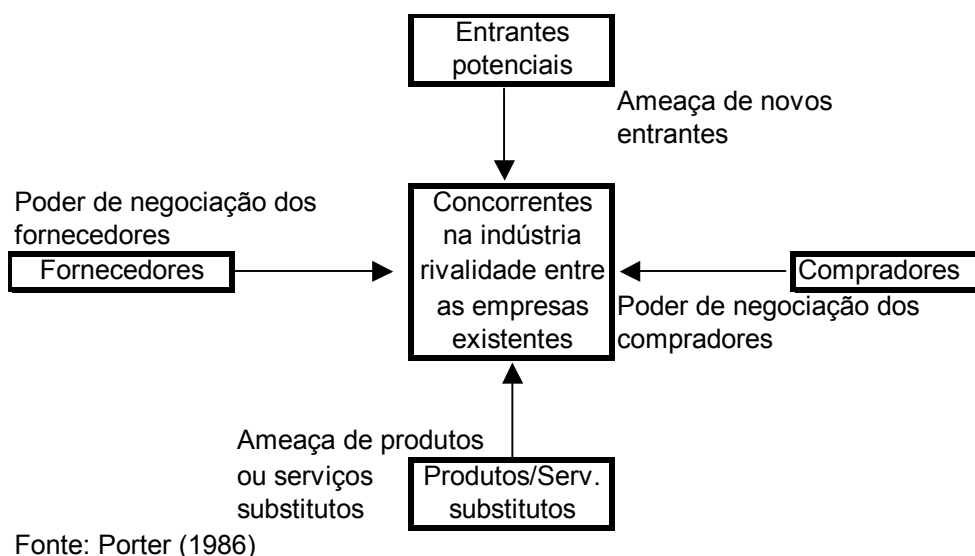 Entrantes
potenciais
Ameaça de novos
entrantes
Poder de negociação dos
fornecedores
Fornecedores
Concorrentes
na indústria
rivalidade entre
as empresas
existentes
Compradores
Poder de negociação dos
compradores
Ameaça de produtos
ou serviços
substitutos
Produtos/Serv.
substitutos
Fonte: Porter (1986)